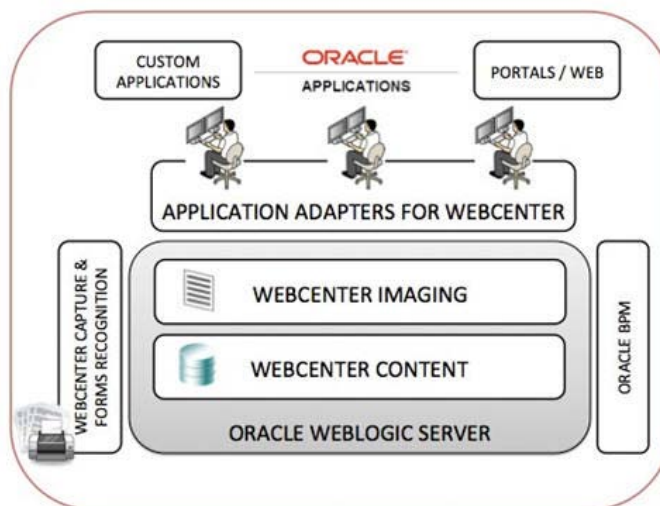 CUSTOM
APPLICATIONS
ORACLE®
APPLICATIONS
PORTALS / WEB
APPLICATION ADAPTERS FOR WEBCENTER
WEBCENTER CAPTURE &
FORMS RECOGNITION
WEBCENTER IMAGING
WEBCENTER CONTENT
ORACLE WEBLOGIC SERVER
ORACLE BPM